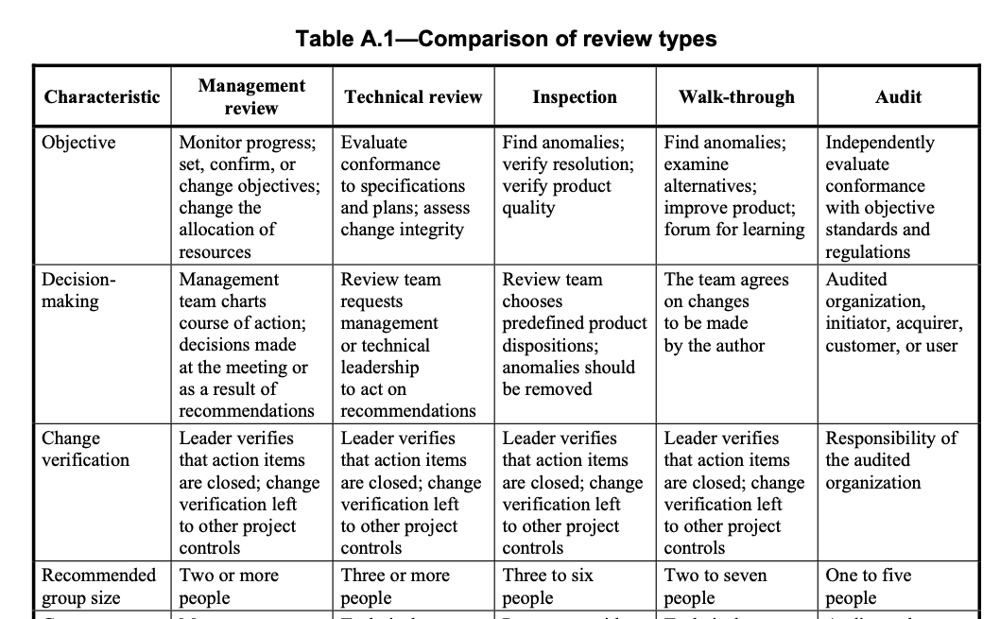 Table A.1—Comparison of review types
Characteristic
Management
review
Technical review
Inspection
Walk-through
Audit
Objective
Monitor progress;
set, confirm, or
change objectives;
change the
allocation of
resources
Evaluate
conformance
to specifications
and plans; assess
change integrity
Find anomalies;
verify resolution;
verify product
quality
Find anomalies;
examine
alternatives;
improve product;
forum for learning
Independently
evaluate
conformance
with objective
standards and
regulations
Decision-
making
Management
team charts
course of action;
decisions made
at the meeting or
as a result of
recommendations
Review team
requests
management
or technical
leadership
to act on
recommendations
Review team
chooses
predefined product
dispositions;
anomalies should
be removed
The team agrees
on changes
to be made
by the author
Audited
organization,
initiator, acquirer,
customer, or user
Change
verification
Leader verifies
that action items
are closed; change
verification left
to other project
controls
Leader verifies
that action items
are closed; change
verification left
to other project
controls
Leader verifies
that action items
are closed; change
verification left
to other project
controls
Leader verifies
that action items
are closed; change
verification left
to other project
controls
Responsibility of
the audited
organization
Recommended
group size
Two or more
people
Three or more
people
Three to six
people
Two to seven
people
One to five
people